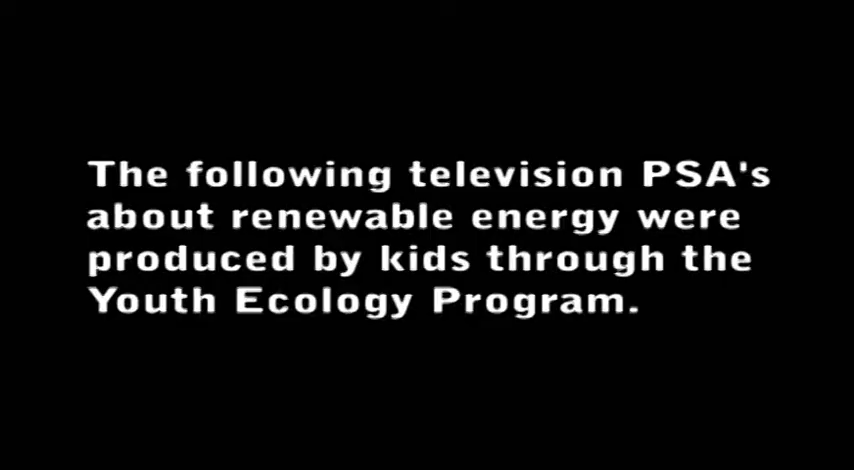 The following television PSA's
about renewable energy were
produced by kids through the
Youth Ecology Program.